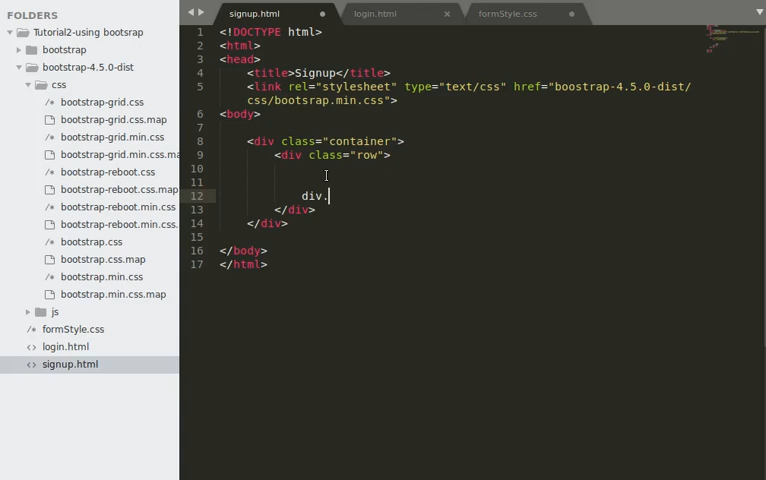 FOLDERS
Tutorial2-using bootsrap
bootstrap
bootstrap-4.5.0-dist
css
bootstrap-grid.css
bootstrap-grid.css.map
bootstrap-grid.min.css
bootstrap-grid.min.css.ma
bootstrap-reboot.css
bootstrap-reboot.css.map
bootstrap-reboot.min.css
bootstrap-reboot.min.css.
bootstrap.css
bootstrap.css.map
bootstrap.min.css
bootstrap.min.css.map
js
formStyle.css
login.html
signup.html
signup.html login.html × formStyle.css
1 <!DOCTYPE html>
2 <html>
3 <head>
4 <title>Signup</title>
5 <link rel="stylesheet" type="text/css" href="boostrap-4.5.0-dist/
css/bootstrap.min.css">
6 <body>
7
8 <div class="container">
9 <div class="row">
10
11
12 div.
13 </div>
14 </div>
15
16 </body>
17 </html>